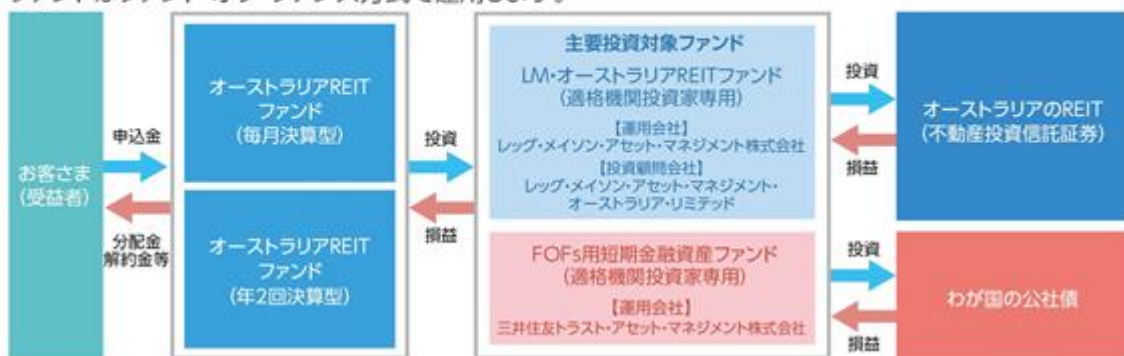 お客さま
(受益者)
申込金
分配金
解約金等
オーストラリアREIT
ファンド
(毎月決算型)
オーストラリアREIT
ファンド
(年2回決算型)
投資
損益
主要投資対象ファンド
LM・オーストラリアREITファンド
(適格機関投資家専用)
【運用会社】
レッグ・メイソン・アセット・マネジメント株式会社
【投資顧問会社】
レッグ・メイソン・アセット・マネジメント・
オーストラリア・リミテッド
FOFs用短期金融資産ファンド
(適格機関投資家専用)
【運用会社】
三井住友トラスト・アセット・マネジメント株式会社
投資
損益
オーストラリアのREIT
(不動産投資信託証券)
投資
損益
わが国の公社債